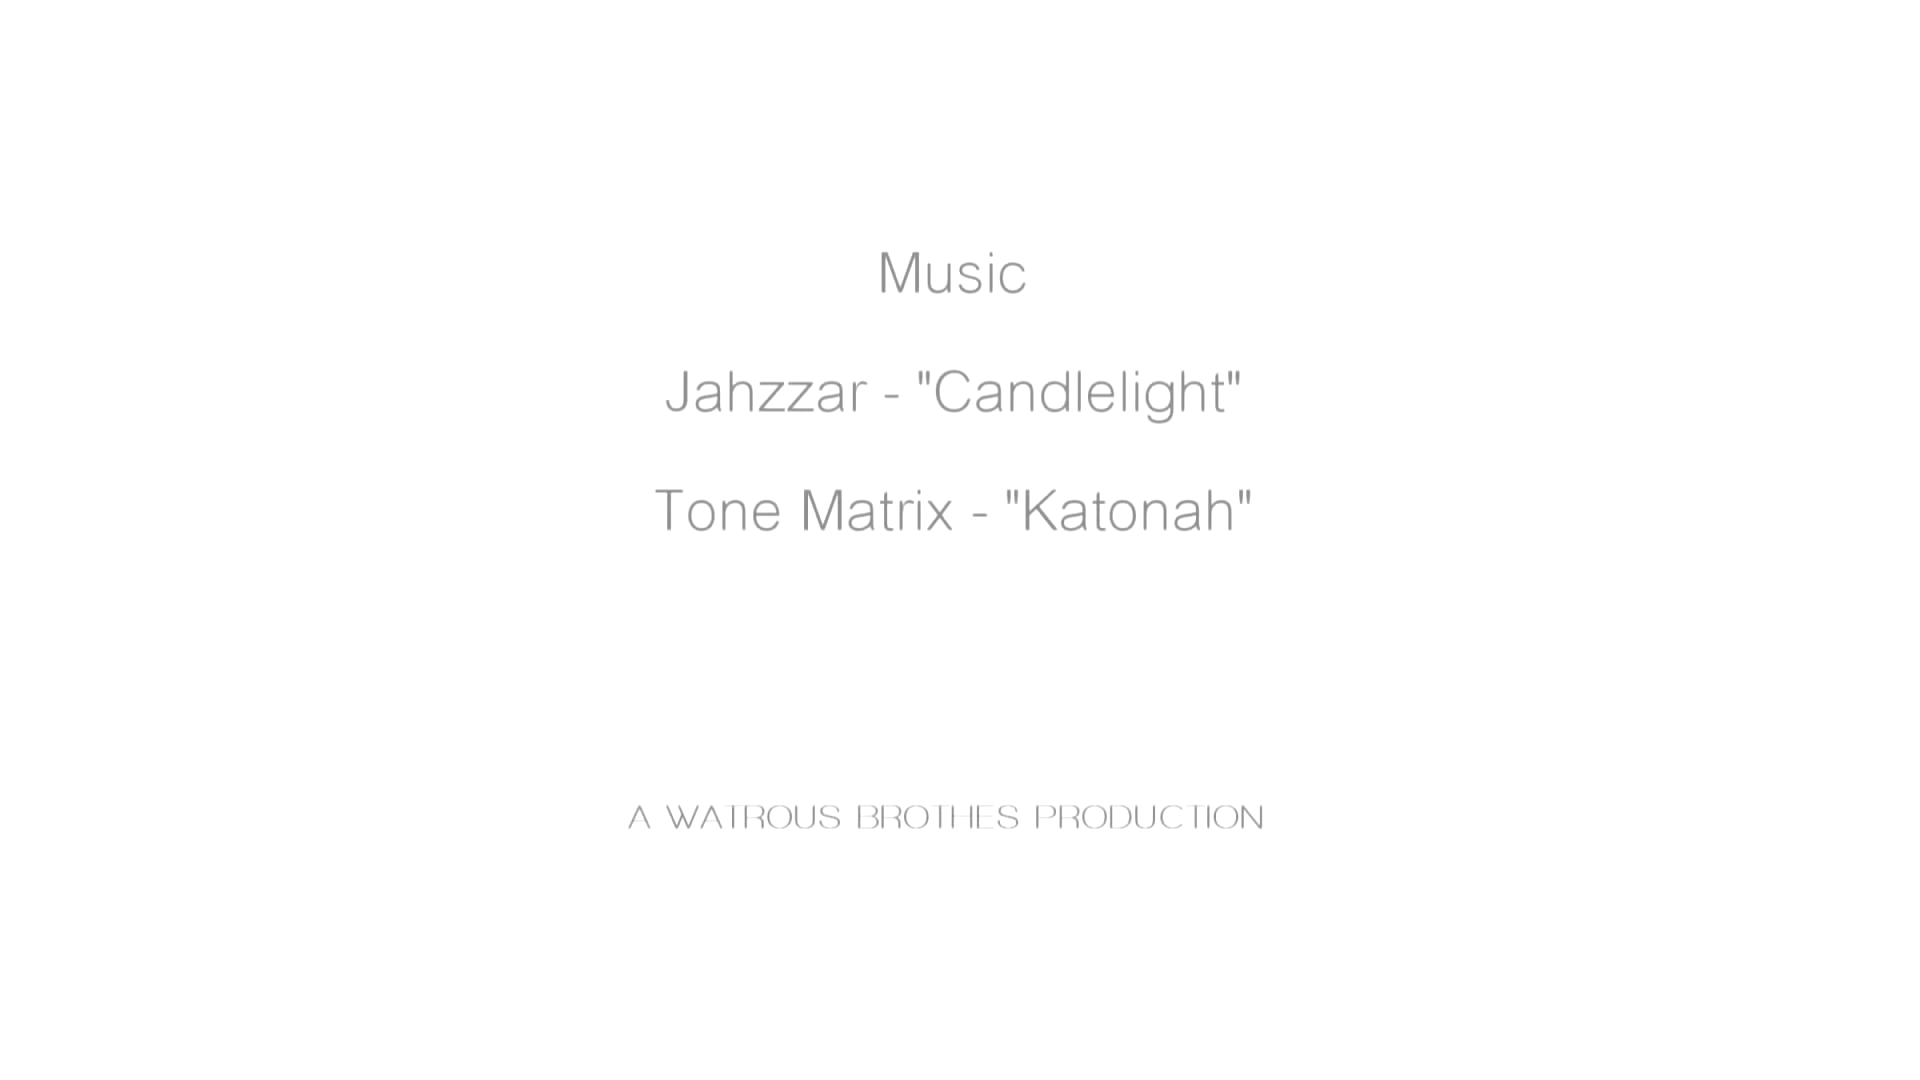 Music
Jahzzar - "Candlelight"
Tone Matrix - "Katonah"
A WATROUS BROTHES PRODUCTION